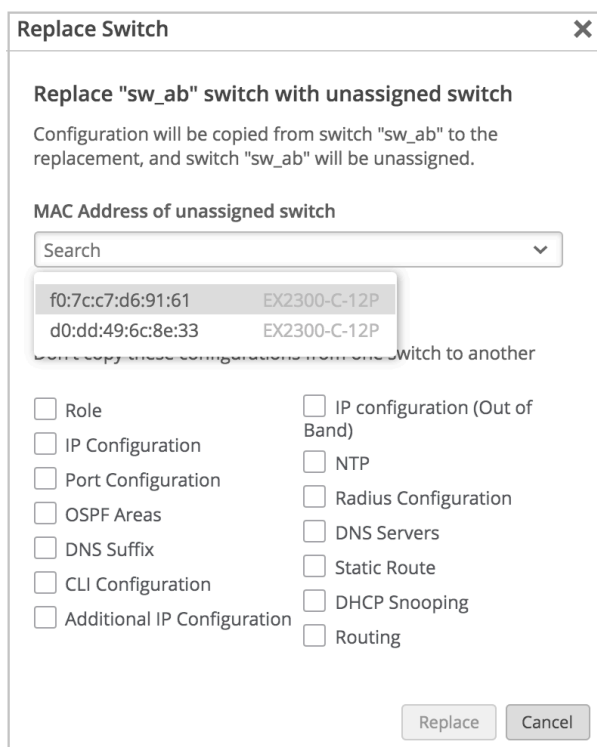 Replace Switch
Replace "sw_ab" switch with unassigned switch
Configuration will be copied from switch "sw_ab" to the
replacement, and switch "sw_ab" will be unassigned.
MAC Address of unassigned switch
Search
f0:7c:c7:d6:91:61 EX2300-C-12P
d0:dd:49:6c:8e:33 EX2300-C-12P
Don't copy these configurations from one switch to another
Role
IP Configuration
Port Configuration
OSPF Areas
DNS Suffix
CLI Configuration
Additional IP Configuration
IP configuration (Out of
Band)
NTP
Radius Configuration
DNS Servers
Static Route
DHCP Snooping
Routing
Replace
Cancel